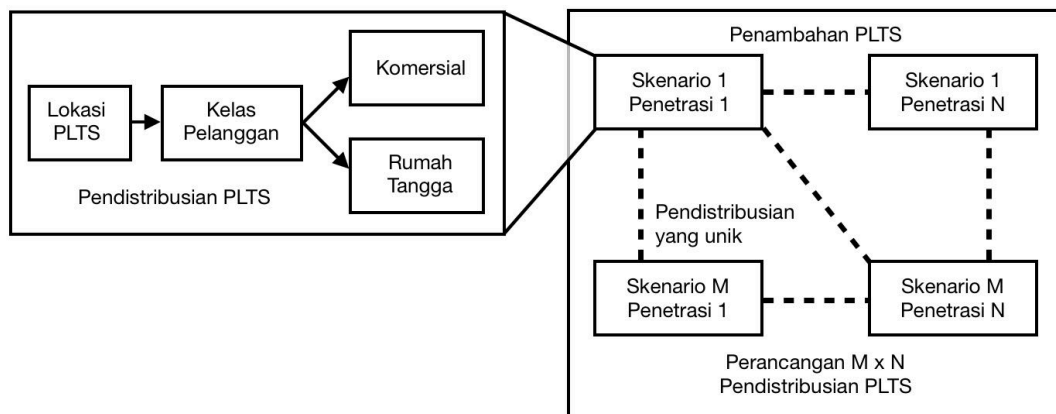 Lokasi
PLTS
Kelas
Pelanggan
Komersial
Rumah
Tangga
Pendistribusian PLTS
Penambahan PLTS
Skenario 1
Penetrasi 1
Skenario 1
Penetrasi N
Pendistribusian
yang unik
Skenario M
Penetrasi 1
Skenario M
Penetrasi N
Perancangan M x N
Pendistribusian PLTS